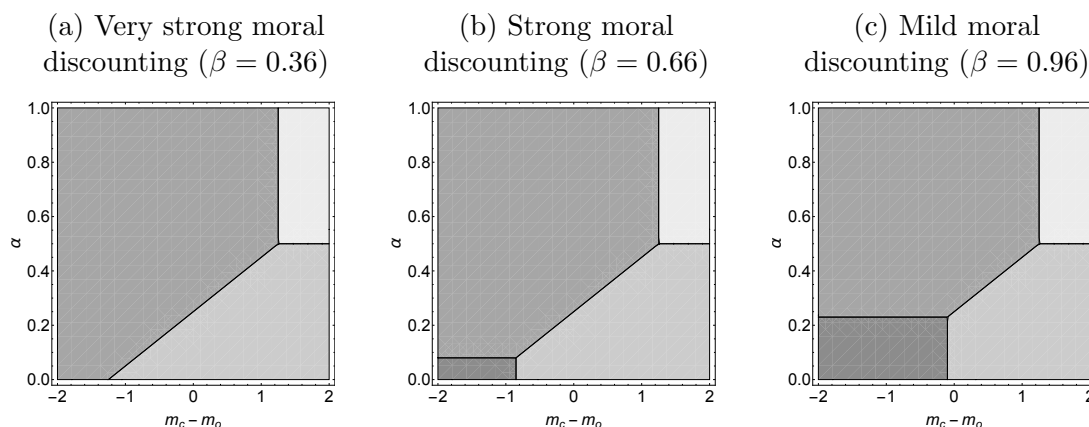 (a) Very strong moral
discounting (β = 0.36)
(b) Strong moral
discounting (β = 0.66)
(c) Mild moral
discounting (β = 0.96)
1.0
0.8
0.6
0.4
0.2
0.0
α
-2 -1 0 1 2
m_c - m_o
1.0
0.8
0.6
0.4
0.2
0.0
α
-2 -1 0 1 2
m_c - m_o
1.0
0.8
0.6
0.4
0.2
0.0
α
-2 -1 0 1 2
m_c - m_o